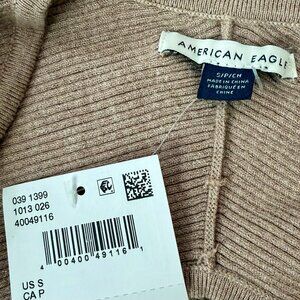 AMERICAN EAGLE
S/P/CH
MADE IN CHINA
FABRIQUÉ EN
CHINE
039 1399
1013 026
40049116
4 00400 49116 1
US S
CA P